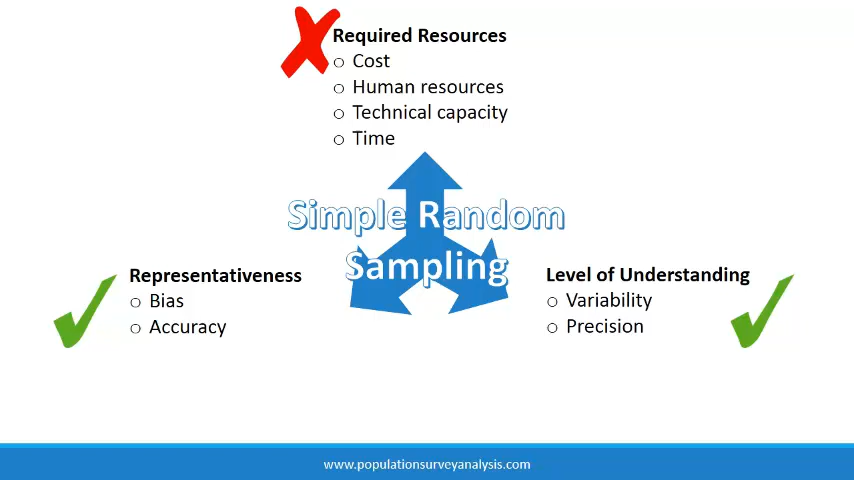 Required Resources
o Cost
o Human resources
o Technical capacity
o Time
Simple Random
Sampling
Representativeness
o Bias
o Accuracy
Level of Understanding
o Variability
o Precision
www.populationsurveyanalysis.com